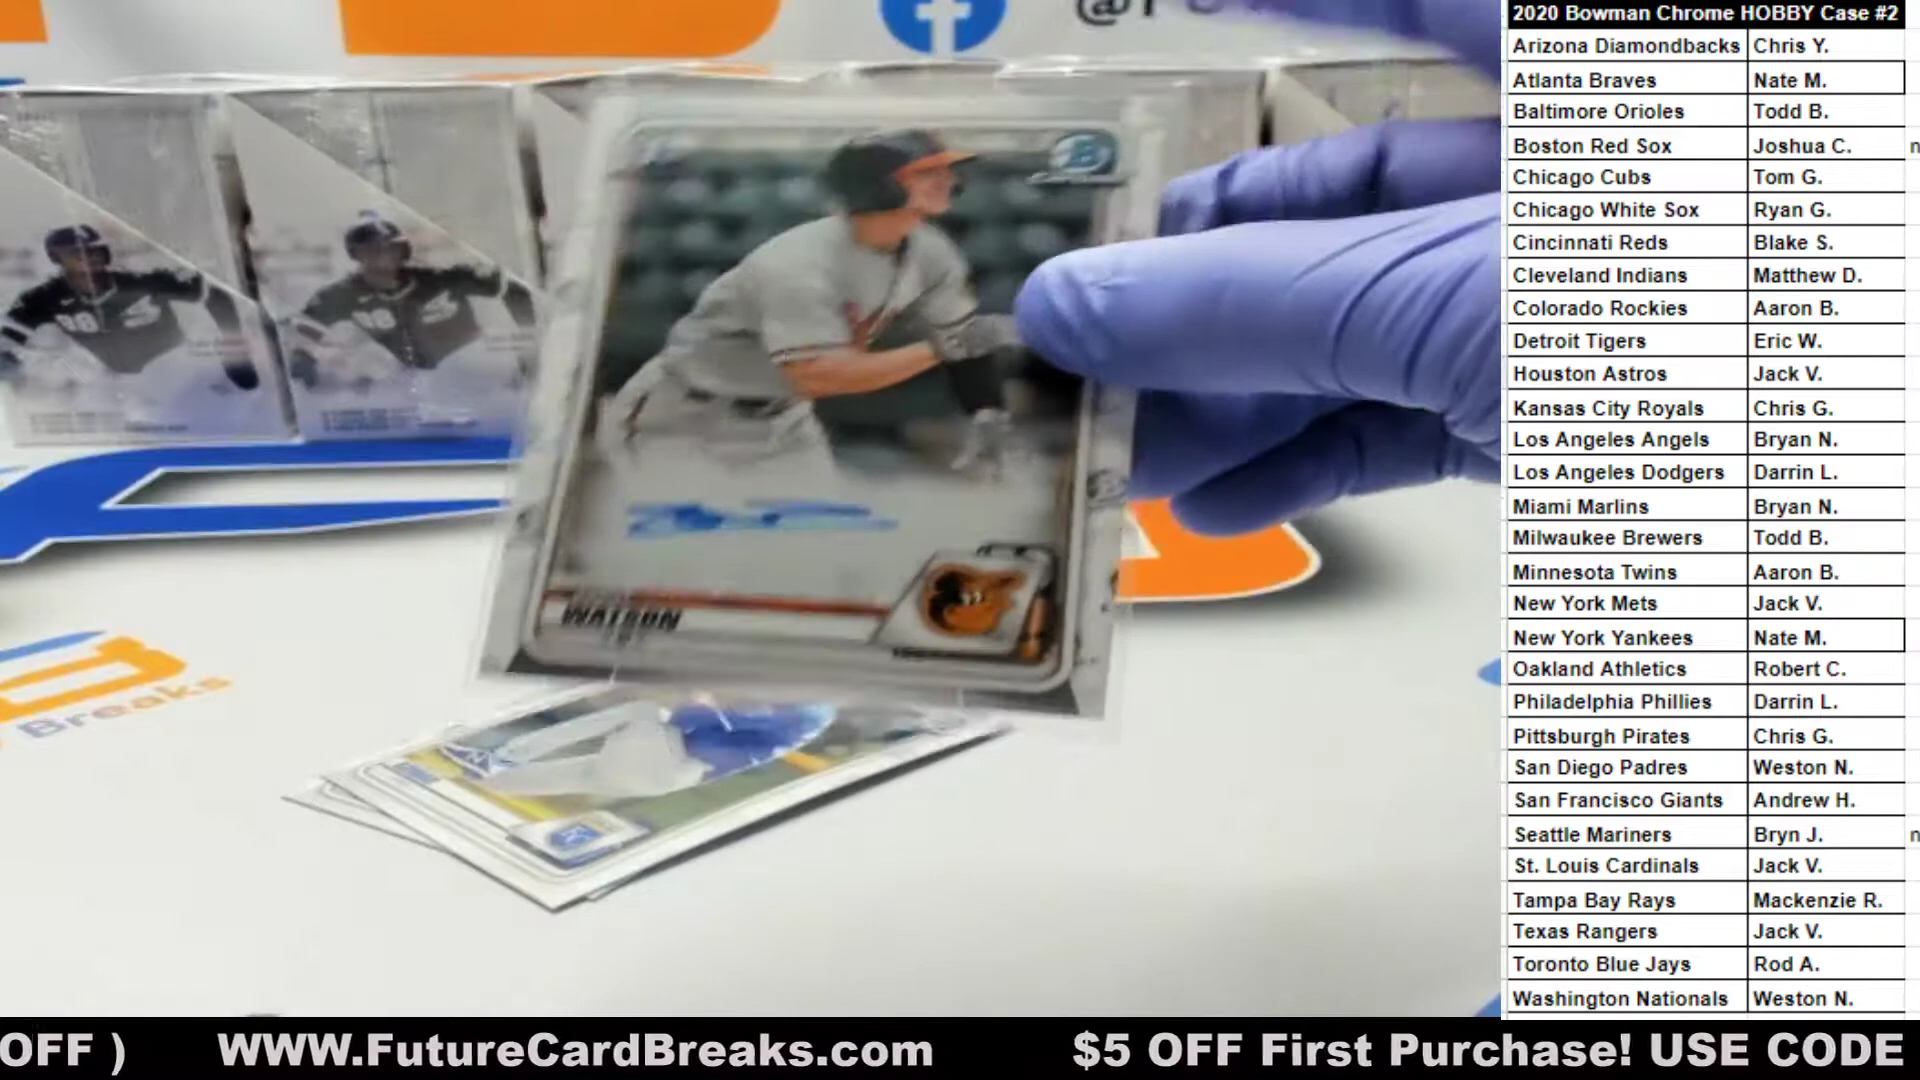 2020 Bowman Chrome HOBBY Case #2
Arizona Diamondbacks Chris Y.
Atlanta Braves Nate M.
Baltimore Orioles Todd B.
Boston Red Sox Joshua C.
Chicago Cubs Tom G.
Chicago White Sox Ryan G.
Cincinnati Reds Blake S.
Cleveland Indians Matthew D.
Colorado Rockies Aaron B.
Detroit Tigers Eric W.
Houston Astros Jack V.
Kansas City Royals Chris G.
Los Angeles Angels Bryan N.
Los Angeles Dodgers Darrin L.
Miami Marlins Bryan N.
Milwaukee Brewers Todd B.
Minnesota Twins Aaron B.
New York Mets Jack V.
New York Yankees Nate M.
Oakland Athletics Robert C.
Philadelphia Phillies Darrin L.
Pittsburgh Pirates Chris G.
San Diego Padres Weston N.
San Francisco Giants Andrew H.
Seattle Mariners Bryn J.
St. Louis Cardinals Jack V.
Tampa Bay Rays Mackenzie R.
Texas Rangers Jack V.
Toronto Blue Jays Rod A.
Washington Nationals Weston N.
WATSON
Breaks
OFF ) WWW.FutureCardBreaks.com $5 OFF First Purchase! USE CODE